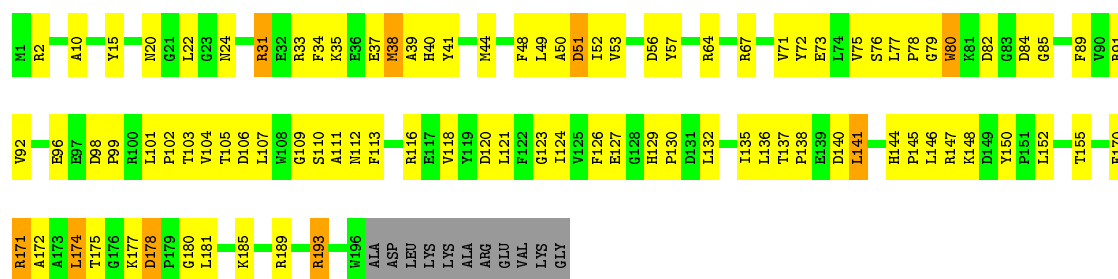 M1 R2 A10 Y15 N20 G21 L22 G23 N24 R31 E32 R33 F34 K35 E36 E37 M38 A39 H40 Y41 M44 F48 L49 A50 D51 I52 V53 D56 Y57 R64 R67 V71 Y72 E73 L74 V75 S76 L77 P78 G79 W80 K81 D82 G83 D84 G85 F89 V90
V92 E96 E97 D98 P99 R100 L101 P102 T103 V104 T105 D106 L107 W108 G109 S110 A111 N112 F113 R116 E117 V118 Y119 D120 L121 F122 G123 I124 V125 F126 E127 G128 H129 P130 D131 L132 I135 L136 T137 P138 E139 D140 L141 H144 P145 L146 R147 K148 D149 Y150 P151 L152 T155
R171 A172 A173 L174 T175 G176 K177 D178 P179 G180 L181 K185 R189 R193 W196 ALA ASP LEU LYS LYS ALA ARG GLU VAL LYS GLY